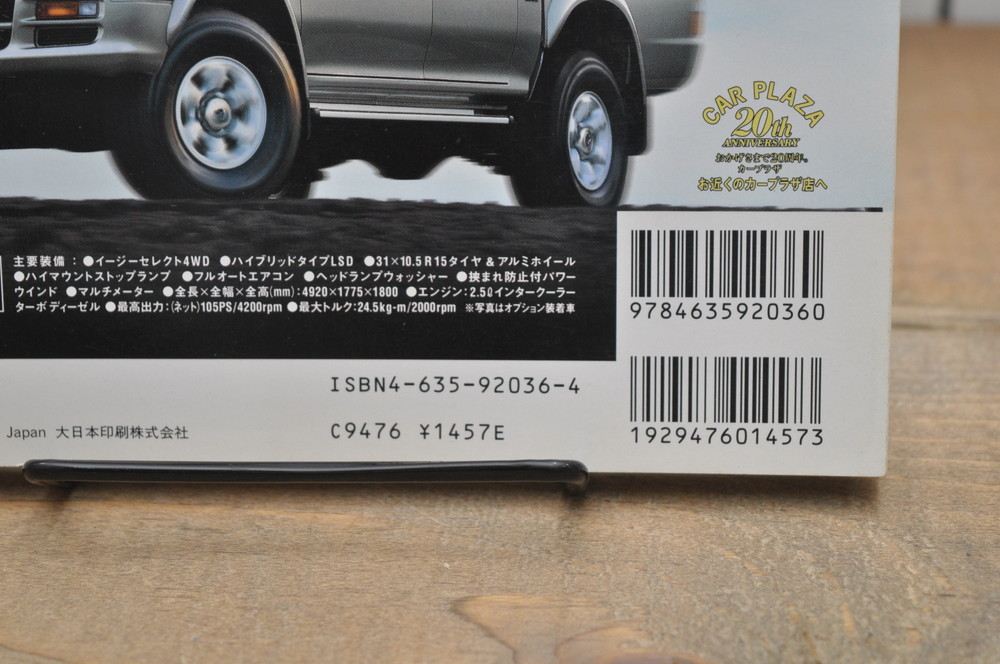 CAR PLAZA
20th
ANNIVERSARY
おかげさまで20周年。
カープラザ
お近くのカープラザ店へ
主要装備：●イージーセレクト4WD ●ハイブリッドタイプLSD ●31×10.5R15タイヤ&アルミホイール
●ハイマウントストップランプ ●フルオートエアコン ●ヘッドランプウォッシャー ●挟まれ防止付パワー
ウインド ●マルチメーター ●全長×全幅×全高(mm)：4920×1775×1800 ●エンジン：2.5ℓインタークーラー
ターボディーゼル ●最高出力：(ネット)105PS/4200rpm ●最大トルク：24.5kg-m/2000rpm ※写真はオプション装着車
9784635920360
ISBN4-635-92036-4
Japan 大日本印刷株式会社
C9476 ¥1457E
1929476014573